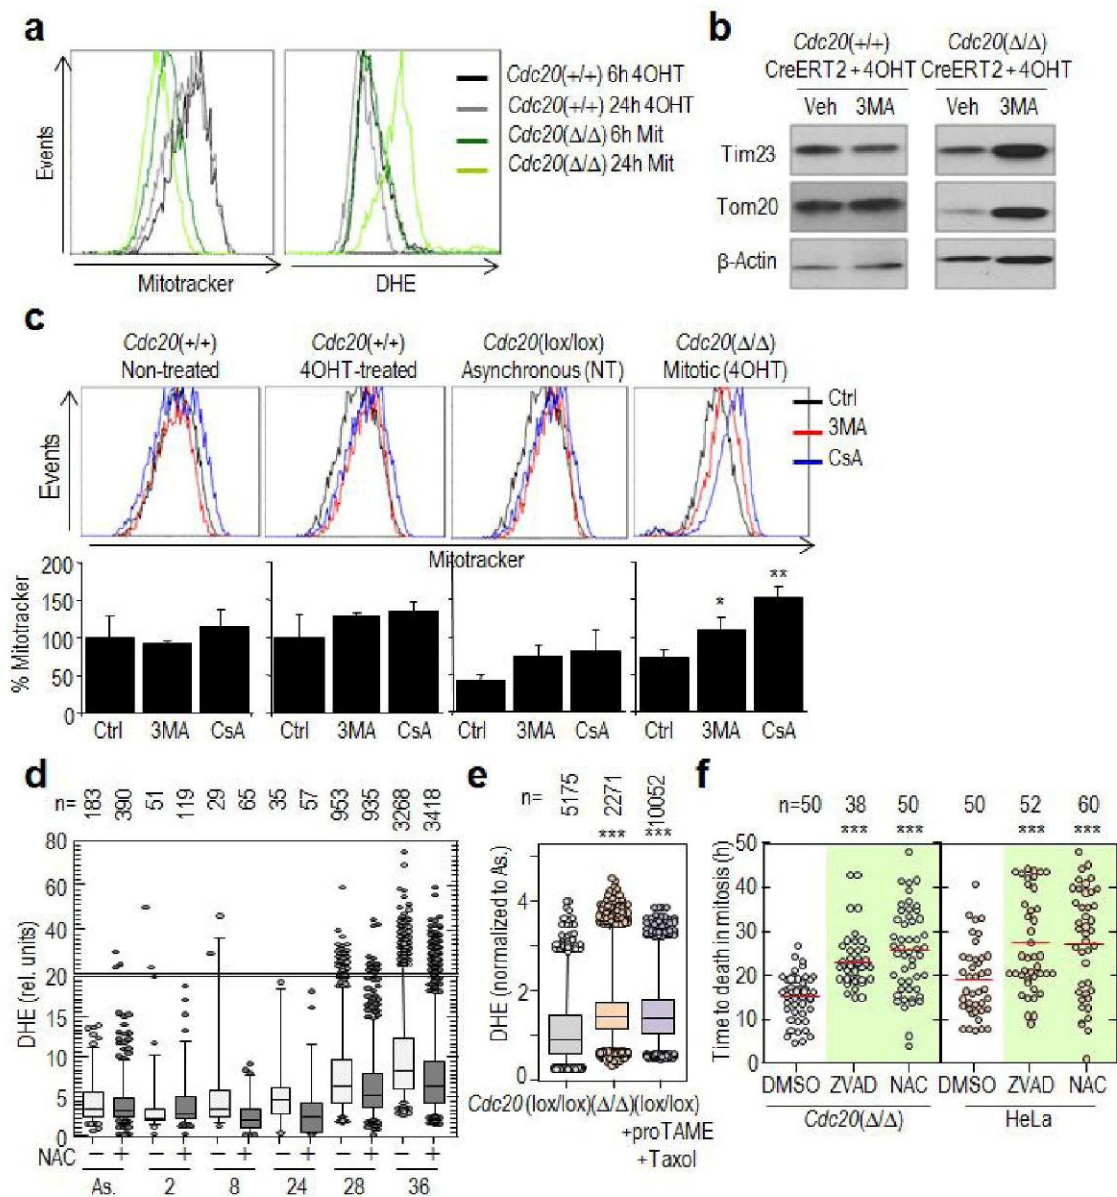 a
Events
Mitotracker
DHE
Cdc20(+/+) 6h 4OHT
Cdc20(+/+) 24h 4OHT
Cdc20(Δ/Δ) 6h Mit
Cdc20(Δ/Δ) 24h Mit
b
Cdc20(+/+) Cdc20(Δ/Δ)
CreERT2 + 4OHT CreERT2 + 4OHT
Veh 3MA Veh 3MA
Tim23
Tom20
β-Actin
c
Cdc20(+/+) Cdc20(+/+) Cdc20(lox/lox) Cdc20(Δ/Δ)
Non-treated 4OHT-treated Asynchronous (NT) Mitotic (4OHT)
Events
Ctrl
3MA
CsA
Mitotracker
% Mitotracker
200
150
100
50
0
* **
Ctrl 3MA CsA Ctrl 3MA CsA Ctrl 3MA CsA Ctrl 3MA CsA
d
n= 183 390 51 119 29 65 35 57 953 935 3268 3418
DHE (rel. units)
80
60
40
20
15
10
5
0
NAC − + − + − + − + − + − +
As. 2 8 24 28 36
e
n= 5175 2271 10052
*** ***
DHE (normalized to As.)
4
2
1
0
Cdc20 (lox/lox) (Δ/Δ) (lox/lox)
+proTAME
+Taxol
f
n=50 38 50 50 52 60
*** *** *** ***
Time to death in mitosis (h)
50
40
30
20
10
0
DMSO ZVAD NAC DMSO ZVAD NAC
Cdc20(Δ/Δ) HeLa